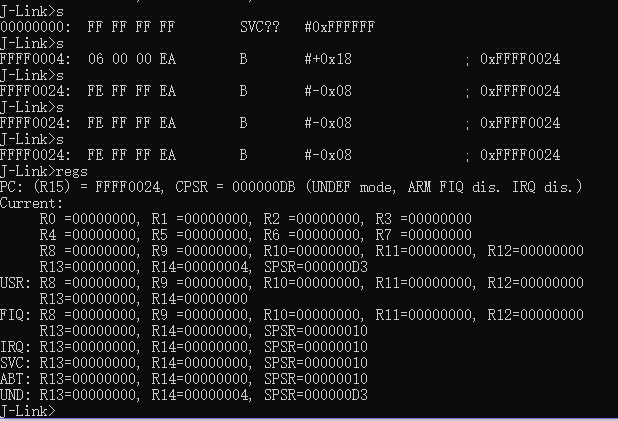 J-Link>s
00000000:  FF FF FF FF        SVC??   #0xFFFFFF
J-Link>s
FFFF0004:  06 00 00 EA        B       #+0x18                  ; 0xFFFF0024
J-Link>s
FFFF0024:  FE FF FF EA        B       #-0x08                  ; 0xFFFF0024
J-Link>s
FFFF0024:  FE FF FF EA        B       #-0x08                  ; 0xFFFF0024
J-Link>s
FFFF0024:  FE FF FF EA        B       #-0x08                  ; 0xFFFF0024
J-Link>regs
PC: (R15) = FFFF0024, CPSR = 000000DB (UNDEF mode, ARM FIQ dis. IRQ dis.)
Current:
     R0 =00000000, R1 =00000000, R2 =00000000, R3 =00000000
     R4 =00000000, R5 =00000000, R6 =00000000, R7 =00000000
     R8 =00000000, R9 =00000000, R10=00000000, R11=00000000, R12=00000000
     R13=00000000, R14=00000004, SPSR=000000D3
USR: R8 =00000000, R9 =00000000, R10=00000000, R11=00000000, R12=00000000
     R13=00000000, R14=00000000
FIQ: R8 =00000000, R9 =00000000, R10=00000000, R11=00000000, R12=00000000
     R13=00000000, R14=00000000, SPSR=00000010
IRQ: R13=00000000, R14=00000000, SPSR=00000010
SVC: R13=00000000, R14=00000000, SPSR=00000010
ABT: R13=00000000, R14=00000000, SPSR=00000010
UND: R13=00000000, R14=00000004, SPSR=000000D3
J-Link>